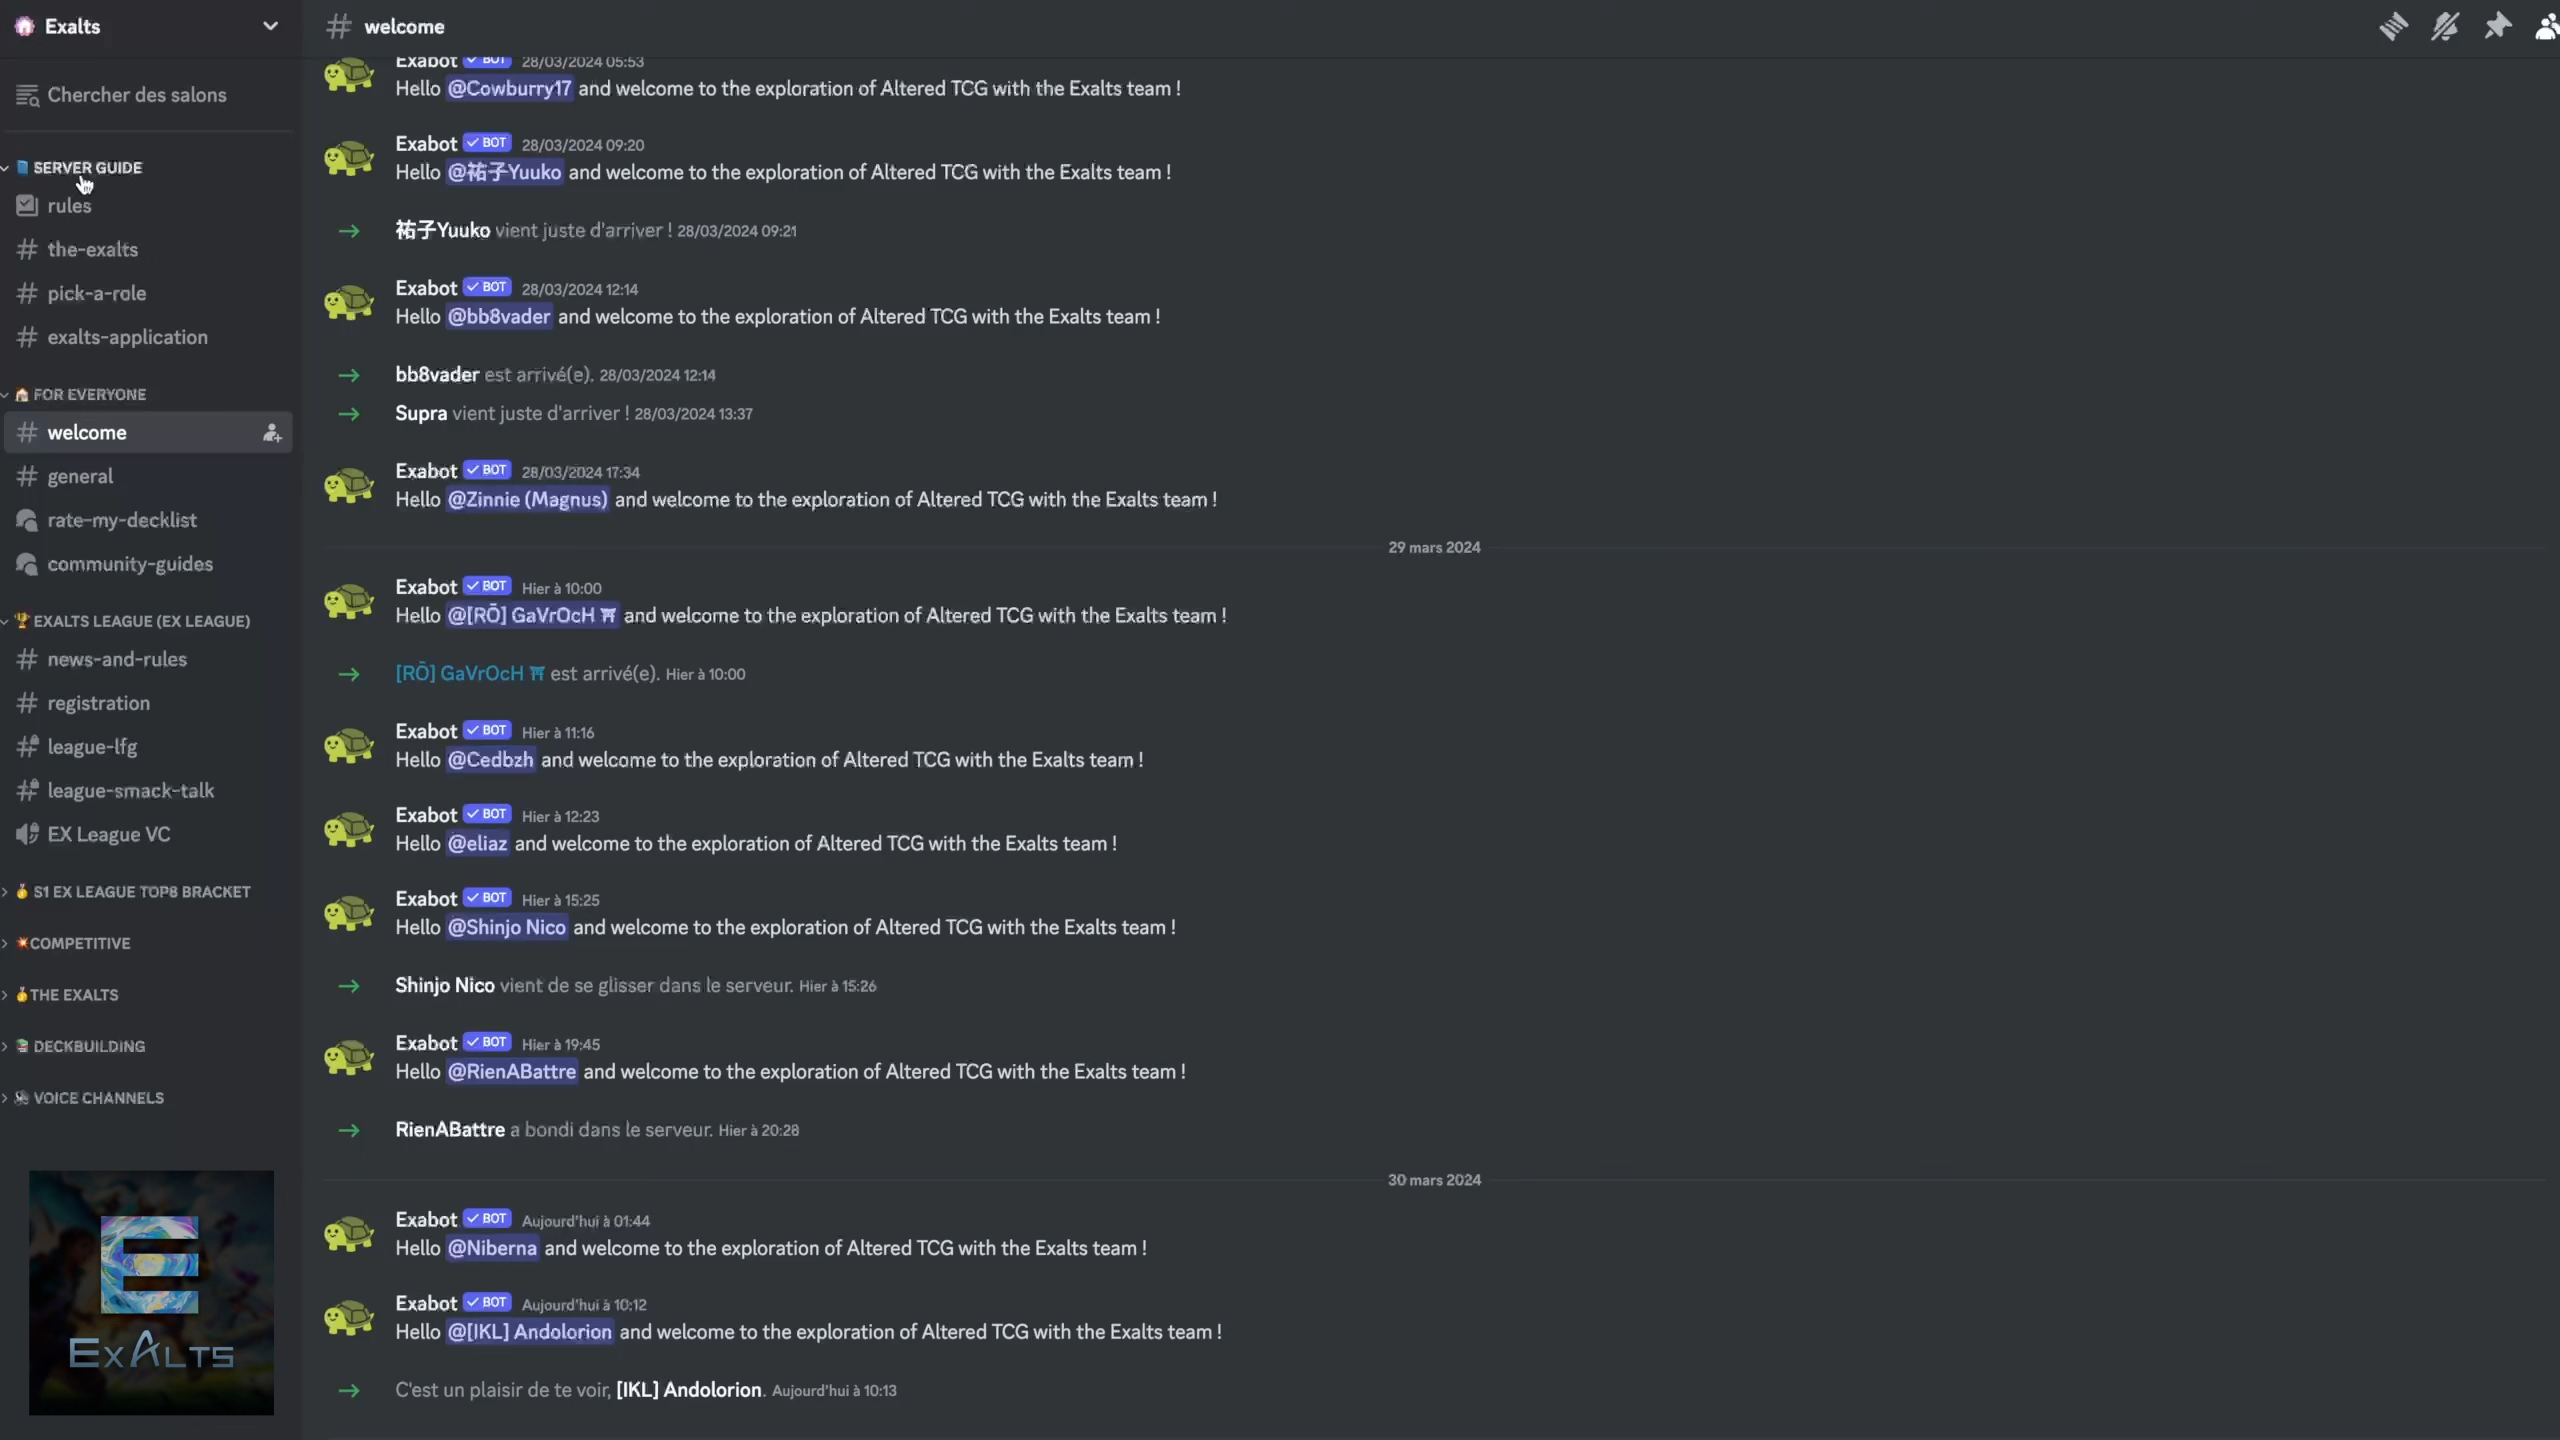 Exalts
Chercher des salons
SERVER GUIDE
rules
the-exalts
pick-a-role
exalts-application
FOR EVERYONE
welcome
general
rate-my-decklist
community-guides
EXALTS LEAGUE (EX LEAGUE)
news-and-rules
registration
league-lfg
league-smack-talk
EX League VC
S1 EX LEAGUE TOP8 BRACKET
COMPETITIVE
THE EXALTS
DECKBUILDING
VOICE CHANNELS
EXALTS
# welcome
Exabot BOT 28/03/2024 05:53
Hello @Cowburry17 and welcome to the exploration of Altered TCG with the Exalts team !
Exabot BOT 28/03/2024 09:20
Hello @祐子Yuuko and welcome to the exploration of Altered TCG with the Exalts team !
祐子Yuuko vient juste d'arriver ! 28/03/2024 09:21
Exabot BOT 28/03/2024 12:14
Hello @bb8vader and welcome to the exploration of Altered TCG with the Exalts team !
bb8vader est arrivé(e). 28/03/2024 12:14
Supra vient juste d'arriver ! 28/03/2024 13:37
Exabot BOT 28/03/2024 17:34
Hello @Zinnie (Magnus) and welcome to the exploration of Altered TCG with the Exalts team !
29 mars 2024
Exabot BOT Hier à 10:00
Hello @[RŌ] GaVrOcH ⛩ and welcome to the exploration of Altered TCG with the Exalts team !
[RŌ] GaVrOcH ⛩ est arrivé(e). Hier à 10:00
Exabot BOT Hier à 11:16
Hello @Cedbzh and welcome to the exploration of Altered TCG with the Exalts team !
Exabot BOT Hier à 12:23
Hello @eliaz and welcome to the exploration of Altered TCG with the Exalts team !
Exabot BOT Hier à 15:25
Hello @Shinjo Nico and welcome to the exploration of Altered TCG with the Exalts team !
Shinjo Nico vient de se glisser dans le serveur. Hier à 15:26
Exabot BOT Hier à 19:45
Hello @RienABattre and welcome to the exploration of Altered TCG with the Exalts team !
RienABattre a bondi dans le serveur. Hier à 20:28
30 mars 2024
Exabot BOT Aujourd'hui à 01:44
Hello @Niberna and welcome to the exploration of Altered TCG with the Exalts team !
Exabot BOT Aujourd'hui à 10:12
Hello @[IKL] Andolorion and welcome to the exploration of Altered TCG with the Exalts team !
C'est un plaisir de te voir, [IKL] Andolorion. Aujourd'hui à 10:13